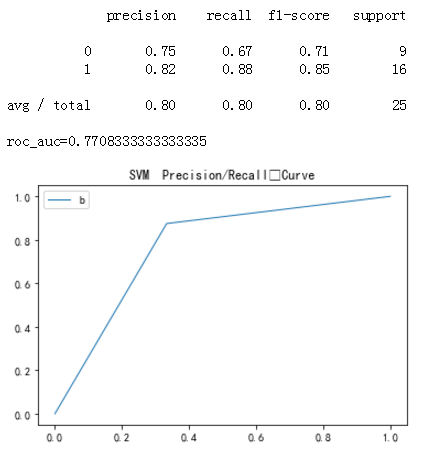 precision recall f1-score support
0 0.75 0.67 0.71 9
1 0.82 0.88 0.85 16
avg / total 0.80 0.80 0.80 25
roc_auc=0.7708333333333335
SVM Precision/Recall□Curve
b
1.0
0.8
0.6
0.4
0.2
0.0
0.0 0.2 0.4 0.6 0.8 1.0